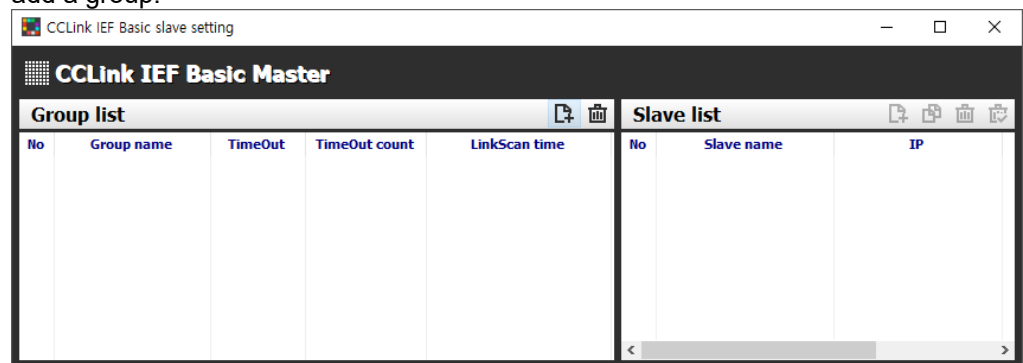 add a group.
CCLink IEF Basic slave setting
CCLink IEF Basic Master
Group list
Slave list
No Group name TimeOut TimeOut count LinkScan time
No Slave name IP